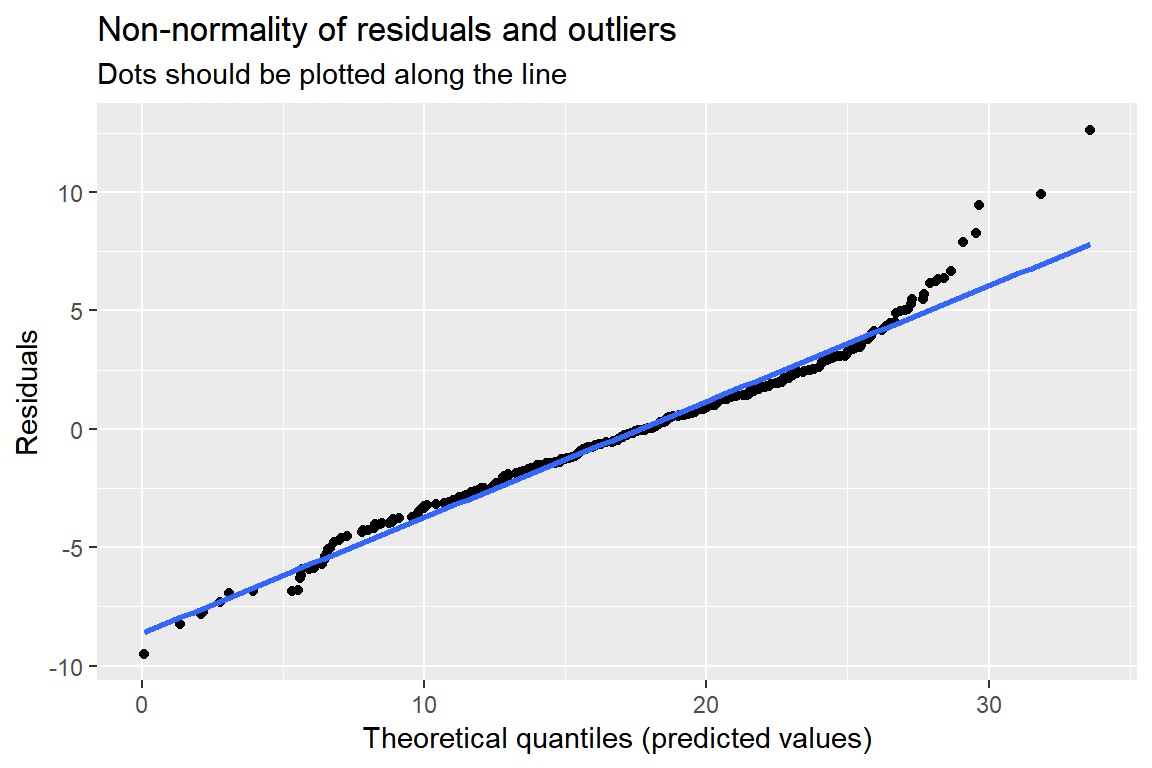 Non-normality of residuals and outliers
Dots should be plotted along the line
10
5
0
-5
-10
Residuals
0
10
20
30
Theoretical quantiles (predicted values)